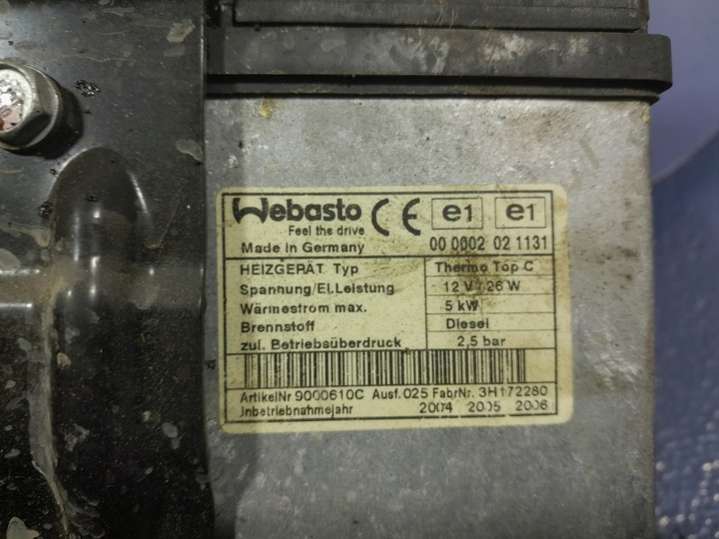 Webasto CE e1 e1
Feel the drive
Made in Germany 00 0002 02 1131
HEIZGERÄT Typ Thermo Top C
Spannung/El.Leistung 12 V / 26 W
Wärmestrom max. 5 kW
Brennstoff Diesel
zul. Betriebsüberdruck 2,5 bar
ArtikelNr 9000610C Ausf.025 FabrNr. 3H172280
Inbetriebnahmejahr 2004 2005 2006